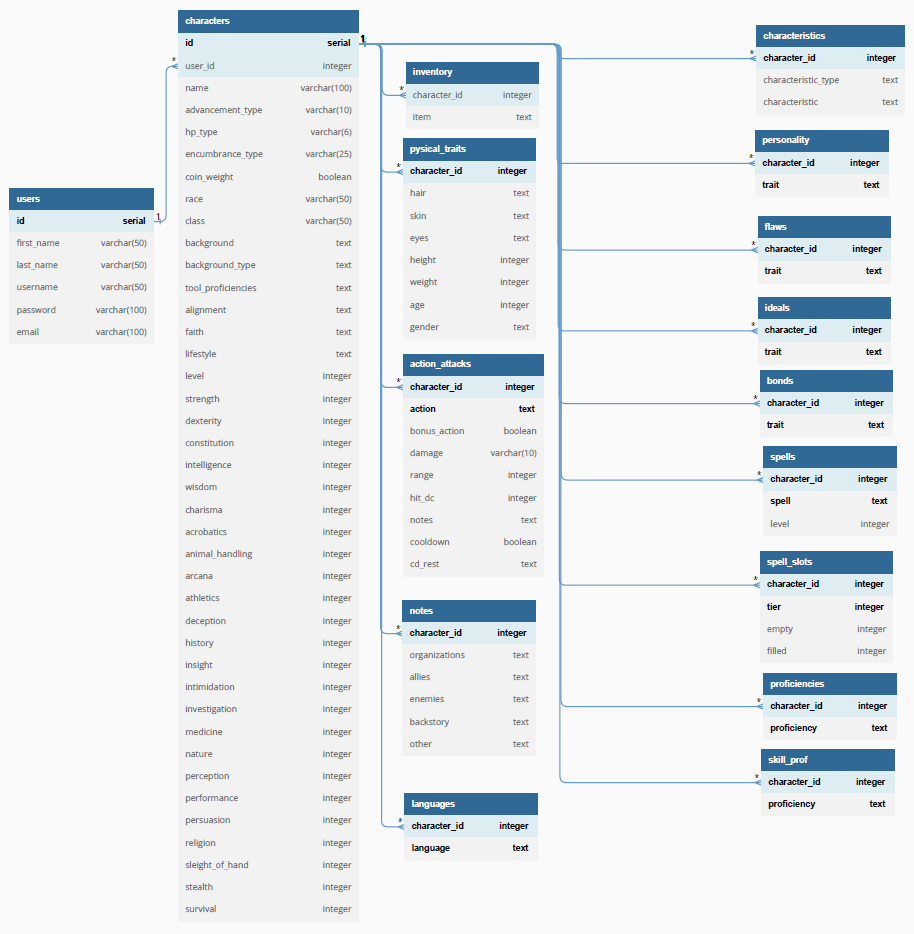 users
id serial
first_name varchar(50)
last_name varchar(50)
username varchar(50)
password varchar(100)
email varchar(100)
1
*
characters
id serial
user_id integer
name varchar(100)
advancement_type varchar(10)
hp_type varchar(6)
encumbrance_type varchar(25)
coin_weight boolean
race varchar(50)
class varchar(50)
background text
background_type text
tool_proficiencies text
alignment text
faith text
lifestyle text
level integer
strength integer
dexterity integer
constitution integer
intelligence integer
wisdom integer
charisma integer
acrobatics integer
animal_handling integer
arcana integer
athletics integer
deception integer
history integer
insight integer
intimidation integer
investigation integer
medicine integer
nature integer
perception integer
performance integer
persuasion integer
religion integer
sleight_of_hand integer
stealth integer
survival integer
1
*
inventory
character_id integer
item text
*
pysical_traits
character_id integer
hair text
skin text
eyes text
height integer
weight integer
age integer
gender text
*
action_attacks
character_id integer
action text
bonus_action boolean
damage varchar(10)
range integer
hit_dc integer
notes text
cooldown boolean
cd_rest text
*
notes
character_id integer
organizations text
allies text
enemies text
backstory text
other text
*
languages
character_id integer
language text
*
characteristics
character_id integer
characteristic_type text
characteristic text
*
personality
character_id integer
trait text
*
flaws
character_id integer
trait text
*
ideals
character_id integer
trait text
*
bonds
character_id integer
trait text
*
spells
character_id integer
spell text
level integer
*
spell_slots
character_id integer
tier integer
empty integer
filled integer
*
proficiencies
character_id integer
proficiency text
*
skill_prof
character_id integer
proficiency text